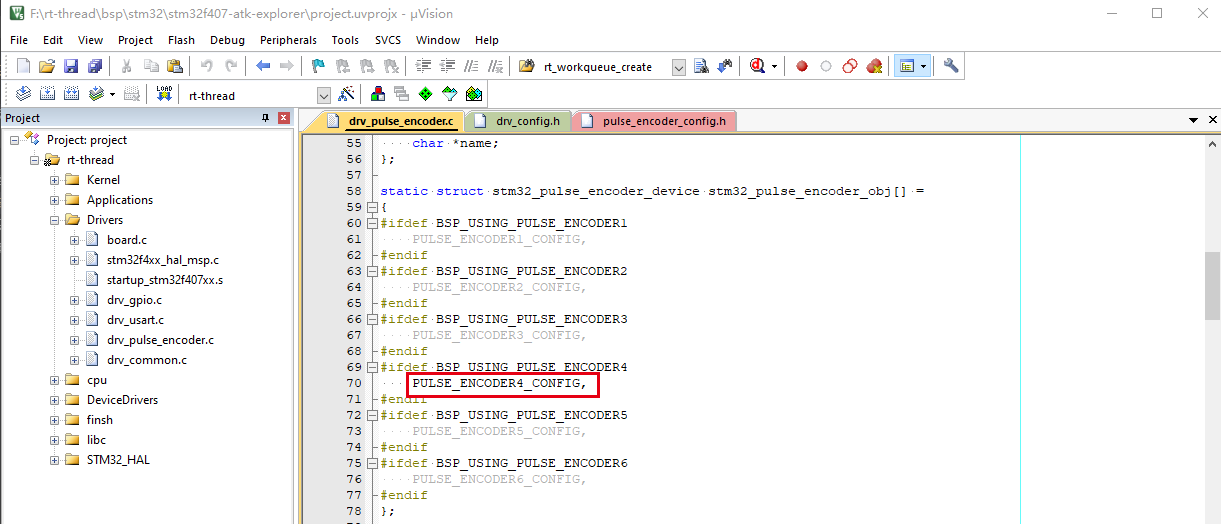 F:\rt-thread\bsp\stm32\stm32f407-atk-explorer\project.uvprojx - µVision
File Edit View Project Flash Debug Peripherals Tools SVCS Window Help
rt_workqueue_create
LOAD rt-thread
Project
Project: project
rt-thread
Kernel
Applications
Drivers
board.c
stm32f4xx_hal_msp.c
startup_stm32f407xx.s
drv_gpio.c
drv_usart.c
drv_pulse_encoder.c
drv_common.c
cpu
DeviceDrivers
finsh
libc
STM32_HAL
drv_pulse_encoder.c drv_config.h pulse_encoder_config.h
55 char *name;
56 };
57
58 static struct stm32_pulse_encoder_device stm32_pulse_encoder_obj[] =
59 {
60 #ifdef BSP_USING_PULSE_ENCODER1
61 PULSE_ENCODER1_CONFIG,
62 #endif
63 #ifdef BSP_USING_PULSE_ENCODER2
64 PULSE_ENCODER2_CONFIG,
65 #endif
66 #ifdef BSP_USING_PULSE_ENCODER3
67 PULSE_ENCODER3_CONFIG,
68 #endif
69 #ifdef BSP_USING_PULSE_ENCODER4
70 PULSE_ENCODER4_CONFIG,
71 #endif
72 #ifdef BSP_USING_PULSE_ENCODER5
73 PULSE_ENCODER5_CONFIG,
74 #endif
75 #ifdef BSP_USING_PULSE_ENCODER6
76 PULSE_ENCODER6_CONFIG,
77 #endif
78 };